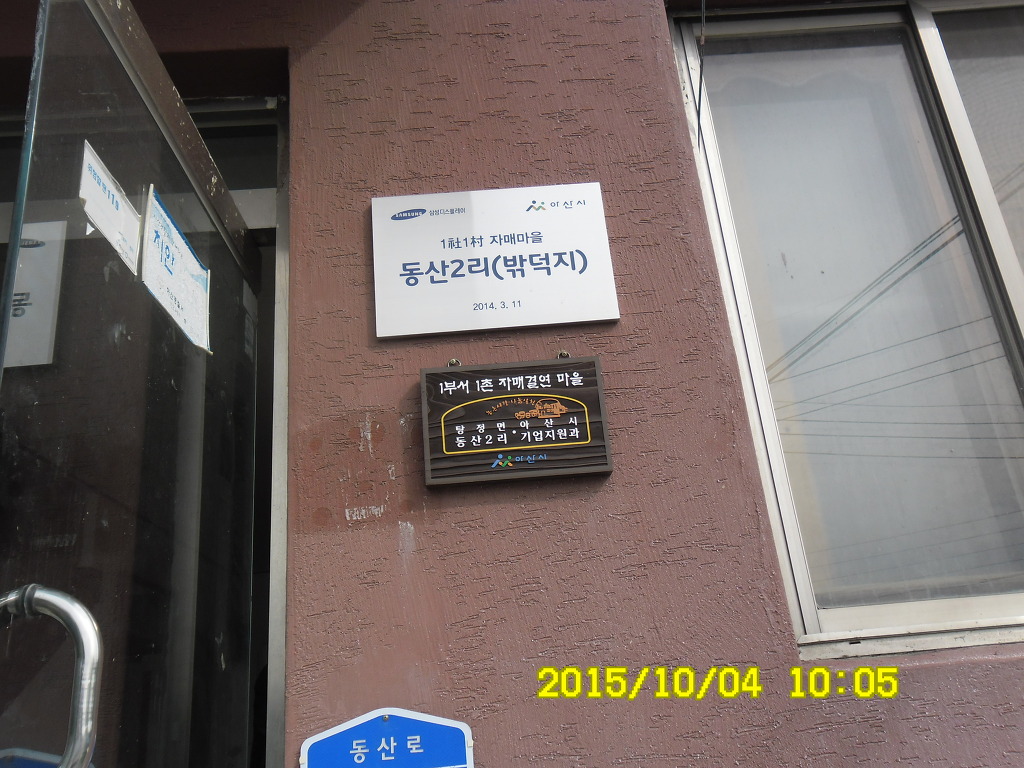 SAMSUNG 삼성디스플레이
아산시
1社1村 자매마을
동산2리(밖덕지)
2014. 3. 11
1부서 1촌 자매결연 마을
탕정면 아산시
동산2리·기업지원과
아산시
치안
동산로
2015/10/04 10:05